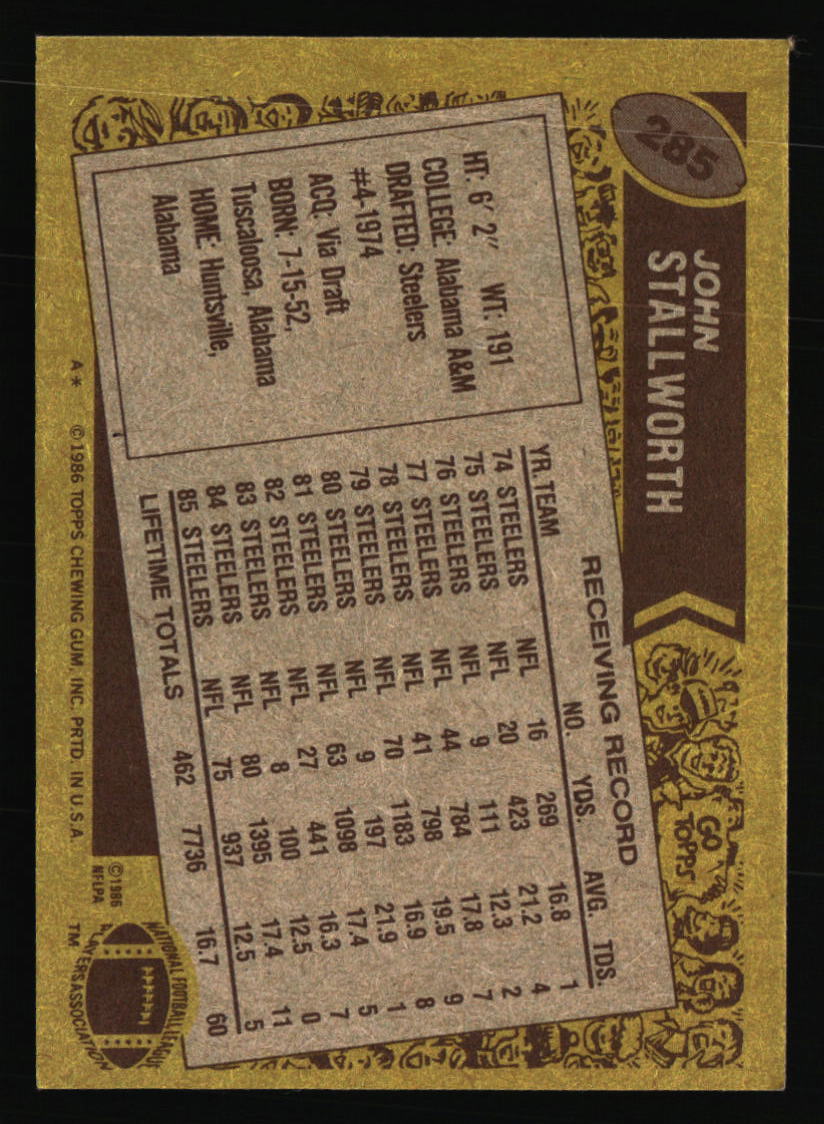 285
JOHN
STALLWORTH
GO
TOPPS
HT: 6' 2" WT: 191
COLLEGE: Alabama A&M
DRAFTED: Steelers
#4-1974
ACQ: Via Draft
BORN: 7-15-52,
Tuscaloosa, Alabama
HOME: Huntsville,
Alabama
RECEIVING RECORD
YR. TEAM NO. YDS. AVG. TDS.
74 STEELERS NFL 16 269 16.8 1
75 STEELERS NFL 20 423 21.2 4
76 STEELERS NFL 9 111 12.3 2
77 STEELERS NFL 44 784 17.8 7
78 STEELERS NFL 41 798 19.5 9
79 STEELERS NFL 70 1183 16.9 8
80 STEELERS NFL 9 197 21.9 1
81 STEELERS NFL 63 1098 17.4 5
82 STEELERS NFL 27 441 16.3 7
83 STEELERS NFL 8 100 12.5 0
84 STEELERS NFL 80 1395 17.4 11
85 STEELERS NFL 75 937 12.5 5
LIFETIME TOTALS 462 7736 16.7 60
A* ©1986 TOPPS CHEWING GUM, INC. PRTD. IN U.S.A.
©1986
NFLPA
NATIONAL FOOTBALL LEAGUE
PLAYERS ASSOCIATION
TM.